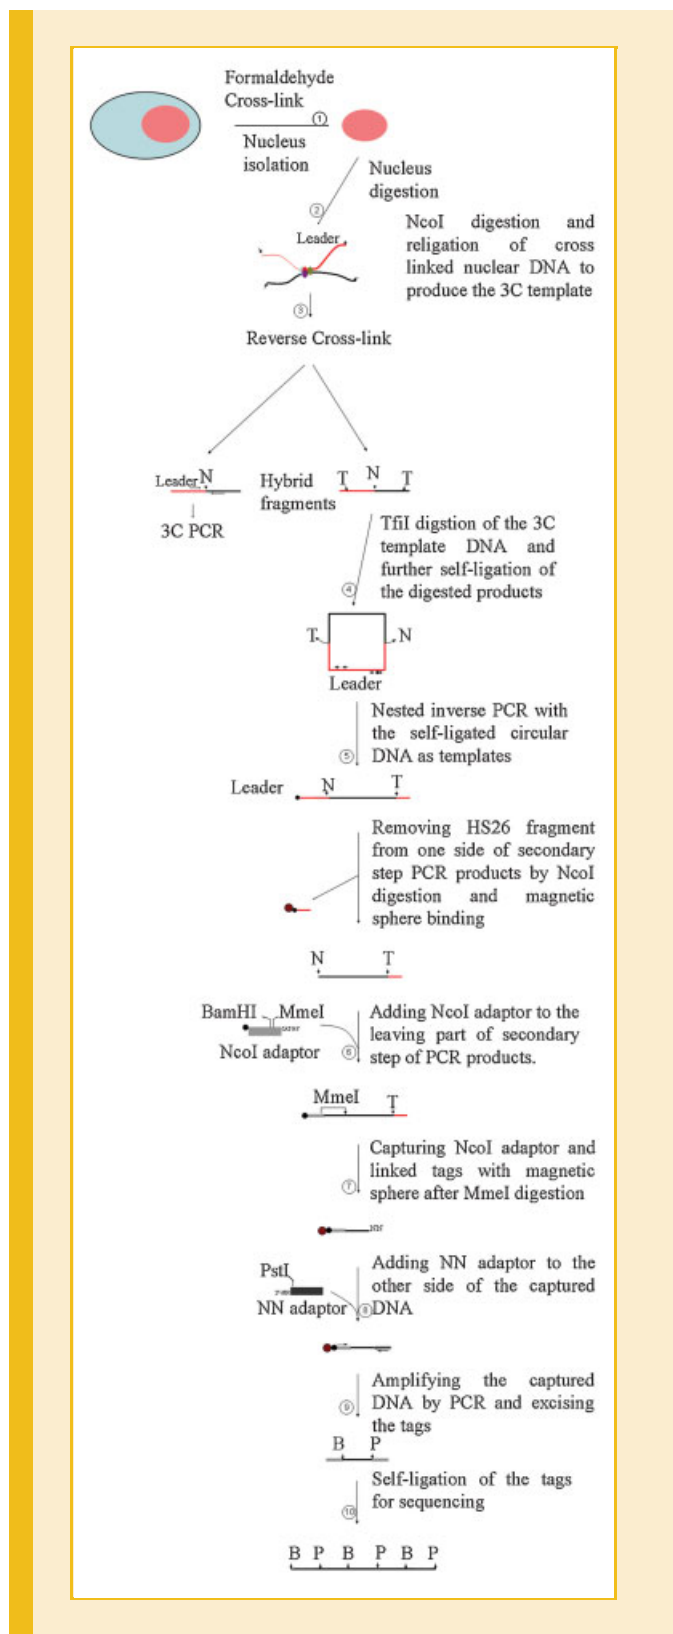 Formaldehyde
Cross-link
1
Nucleus
isolation
Nucleus
digestion
2
Leader
NcoI digestion and
religation of cross
linked nuclear DNA to
produce the 3C template
3
Reverse Cross-link
Leader N
Hybrid
fragments
T N T
3C PCR
TfiI digstion of the 3C
template DNA and
further self-ligation of
the digested products
4
T N
Leader
Nested inverse PCR with
the self-ligated circular
DNA as templates
5
Leader N T
Removing HS26 fragment
from one side of secondary
step PCR products by NcoI
digestion and magnetic
sphere binding
N T
BamHI MmeI
NcoI adaptor
Adding NcoI adaptor to the
leaving part of secondary
step of PCR products.
6
MmeI T
Capturing NcoI adaptor and
linked tags with magnetic
sphere after MmeI digestion
7
PstI
NN adaptor
Adding NN adaptor to the
other side of the captured
DNA
8
Amplifying the captured
DNA by PCR and excising
the tags
9
B P
Self-ligation of the tags
for sequencing
10
B P B P B P